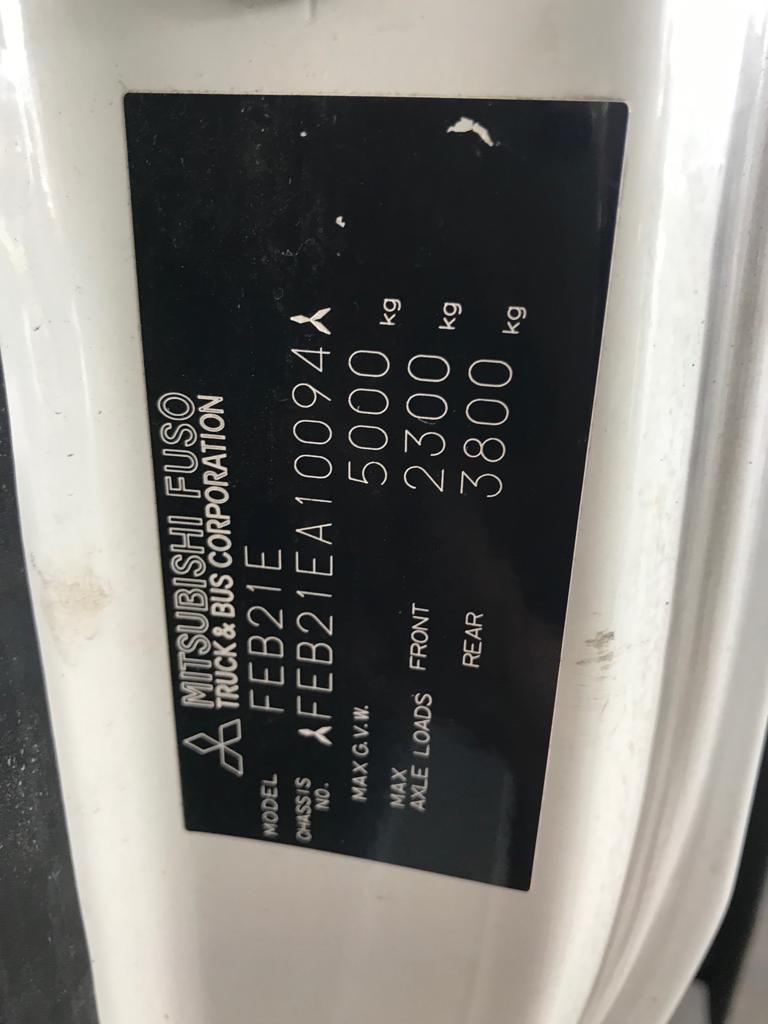 MITSUBISHI FUSO
TRUCK & BUS CORPORATION
MODEL FEB21E
CHASSIS NO. FEB21EA10094
MAX G.V.W. 5000 kg
MAX AXLE LOADS FRONT 2300 kg
REAR 3800 kg